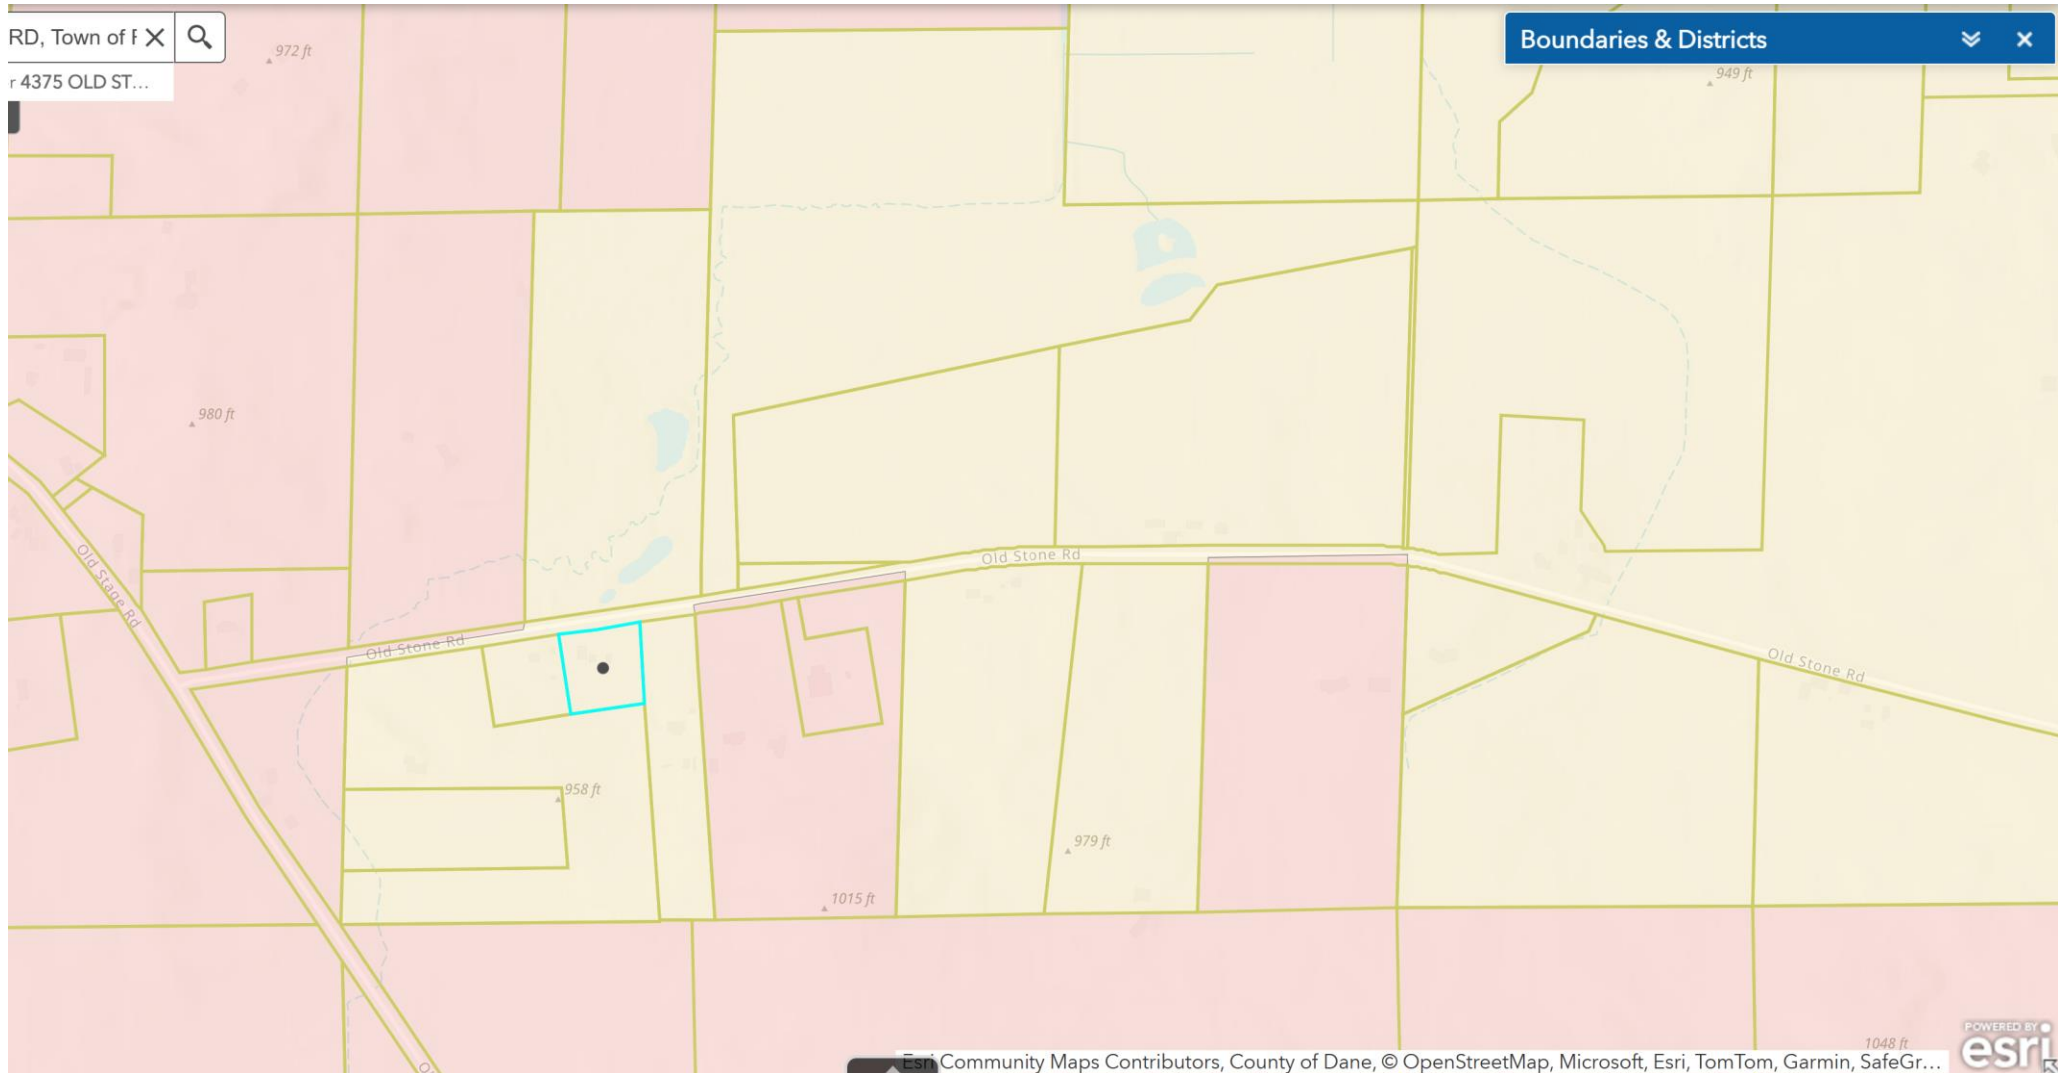 RD, Town of F
r 4375 OLD ST...
Boundaries & Districts
972 ft
949 ft
980 ft
Old Stage Rd
Old Stone Rd
Old Stone Rd
Old Stone Rd
958 ft
979 ft
1015 ft
1048 ft
POWERED BY
esri
Esri Community Maps Contributors, County of Dane, © OpenStreetMap, Microsoft, Esri, TomTom, Garmin, SafeGr...